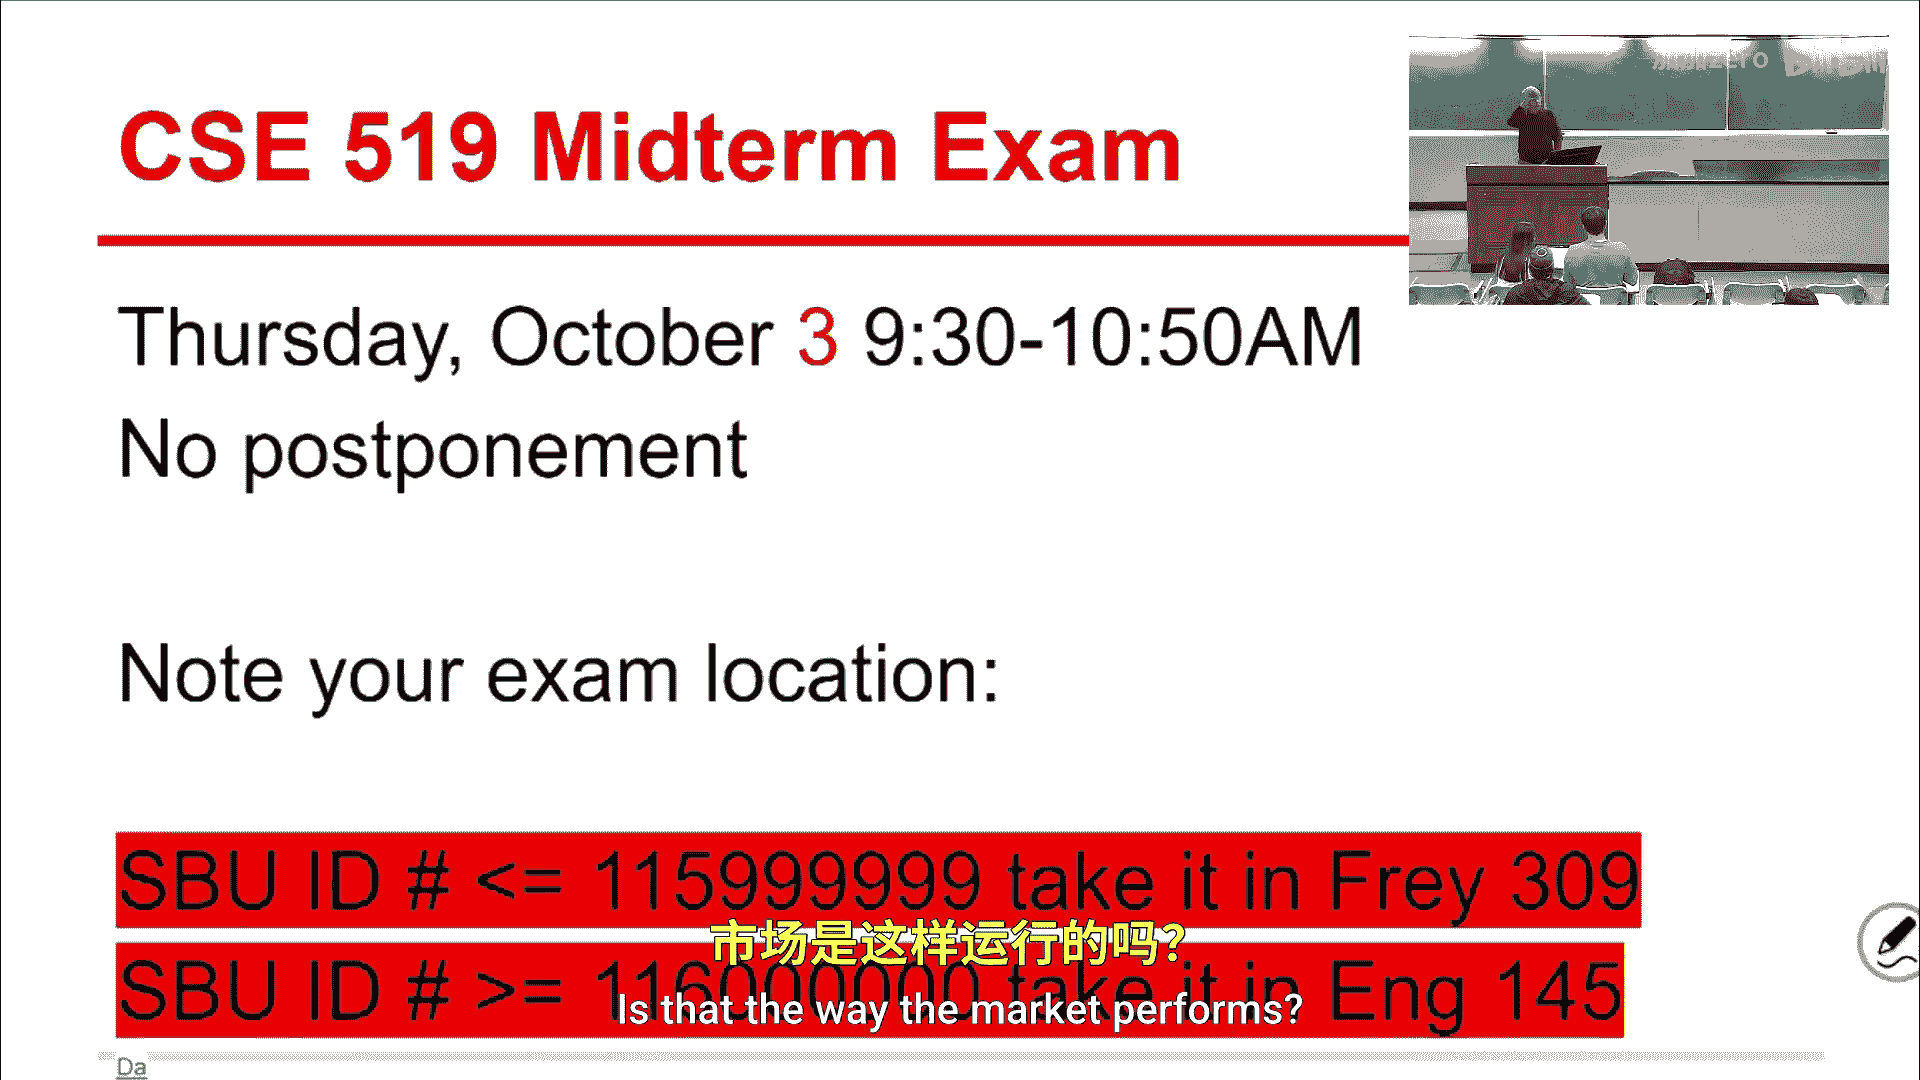 CSE 519 Midterm Exam
Thursday, October 3 9:30-10:50AM
No postponement
Note your exam location:
SBU ID # <= 115999999 take it in Frey 309
市场是这样运行的吗?
SBU ID # >= 116000000 take it in Eng 145
Is that the way the market performs?
Da